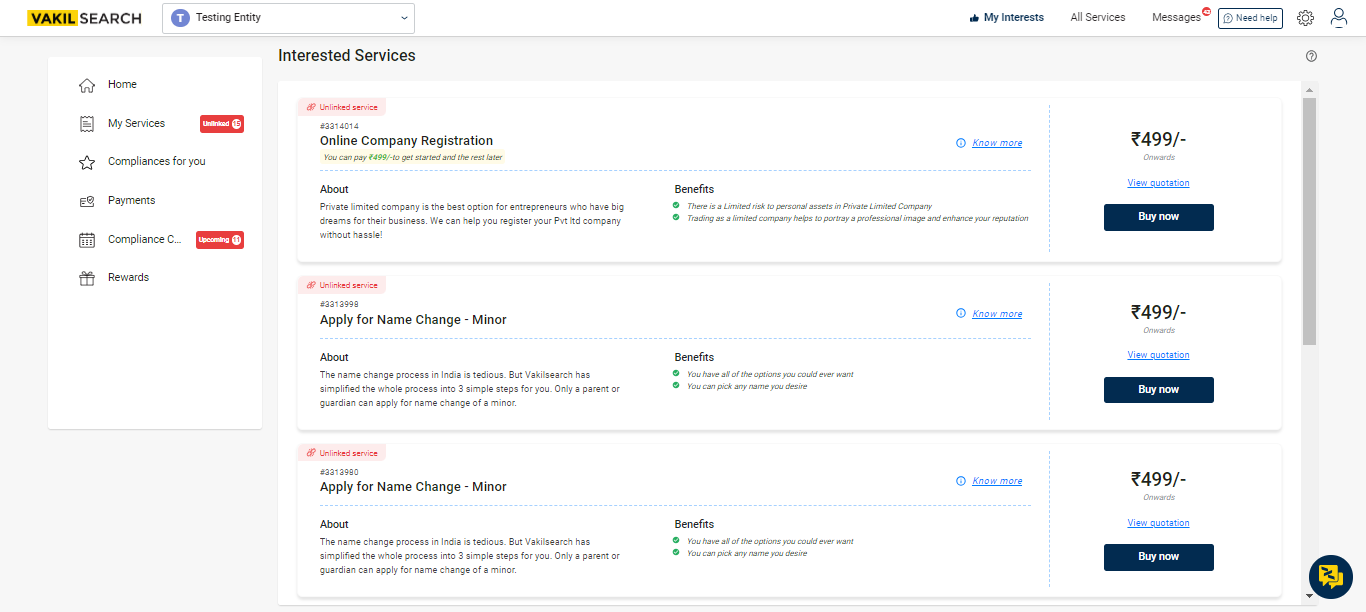 VAKILSEARCH
T Testing Entity
My Interests
All Services
Messages
43
Need help
Home
My Services
Unlinked 15
Compliances for you
Payments
Compliance C...
Upcoming 11
Rewards
Interested Services
Unlinked service
#3314014
Online Company Registration
You can pay ₹499/-to get started and the rest later
Know more
About
Private limited company is the best option for entrepreneurs who have big
dreams for their business. We can help you register your Pvt ltd company
without hassle!
Benefits
There is a Limited risk to personal assets in Private Limited Company
Trading as a limited company helps to portray a professional image and enhance your reputation
₹499/-
Onwards
View quotation
Buy now
Unlinked service
#3313998
Apply for Name Change - Minor
Know more
About
The name change process in India is tedious. But Vakilsearch has
simplified the whole process into 3 simple steps for you. Only a parent or
guardian can apply for name change of a minor.
Benefits
You have all of the options you could ever want
You can pick any name you desire
₹499/-
Onwards
View quotation
Buy now
Unlinked service
#3313980
Apply for Name Change - Minor
Know more
About
The name change process in India is tedious. But Vakilsearch has
simplified the whole process into 3 simple steps for you. Only a parent or
guardian can apply for name change of a minor.
Benefits
You have all of the options you could ever want
You can pick any name you desire
₹499/-
Onwards
View quotation
Buy now